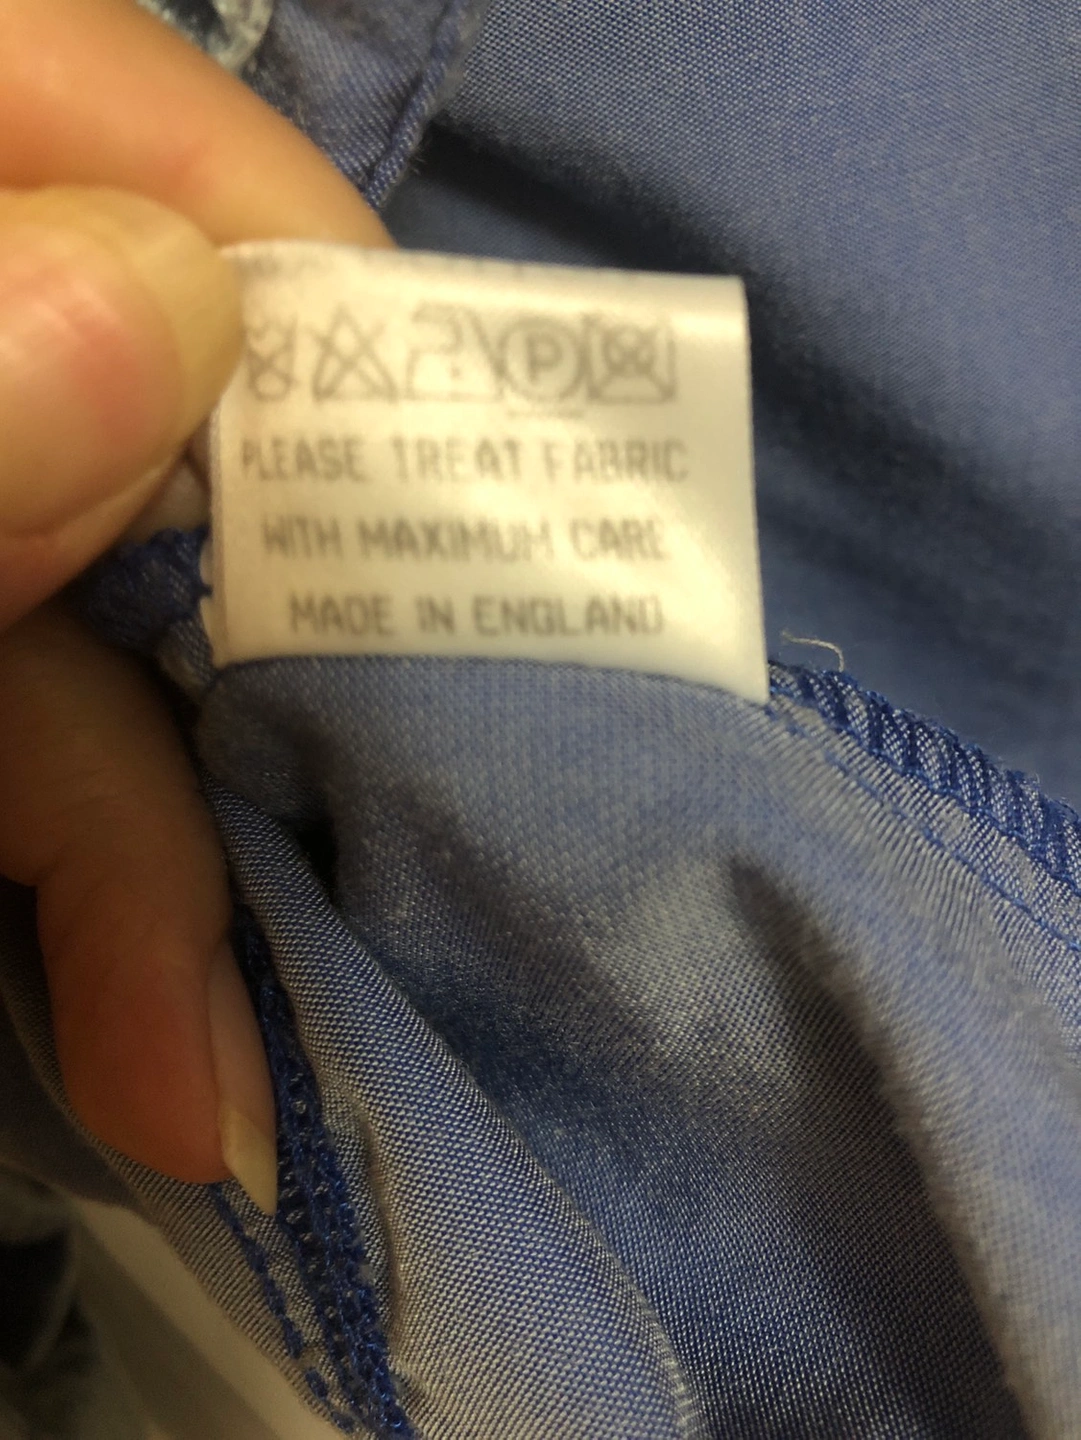 P
PLEASE TREAT FABRIC
WITH MAXIMUM CARE
MADE IN ENGLAND